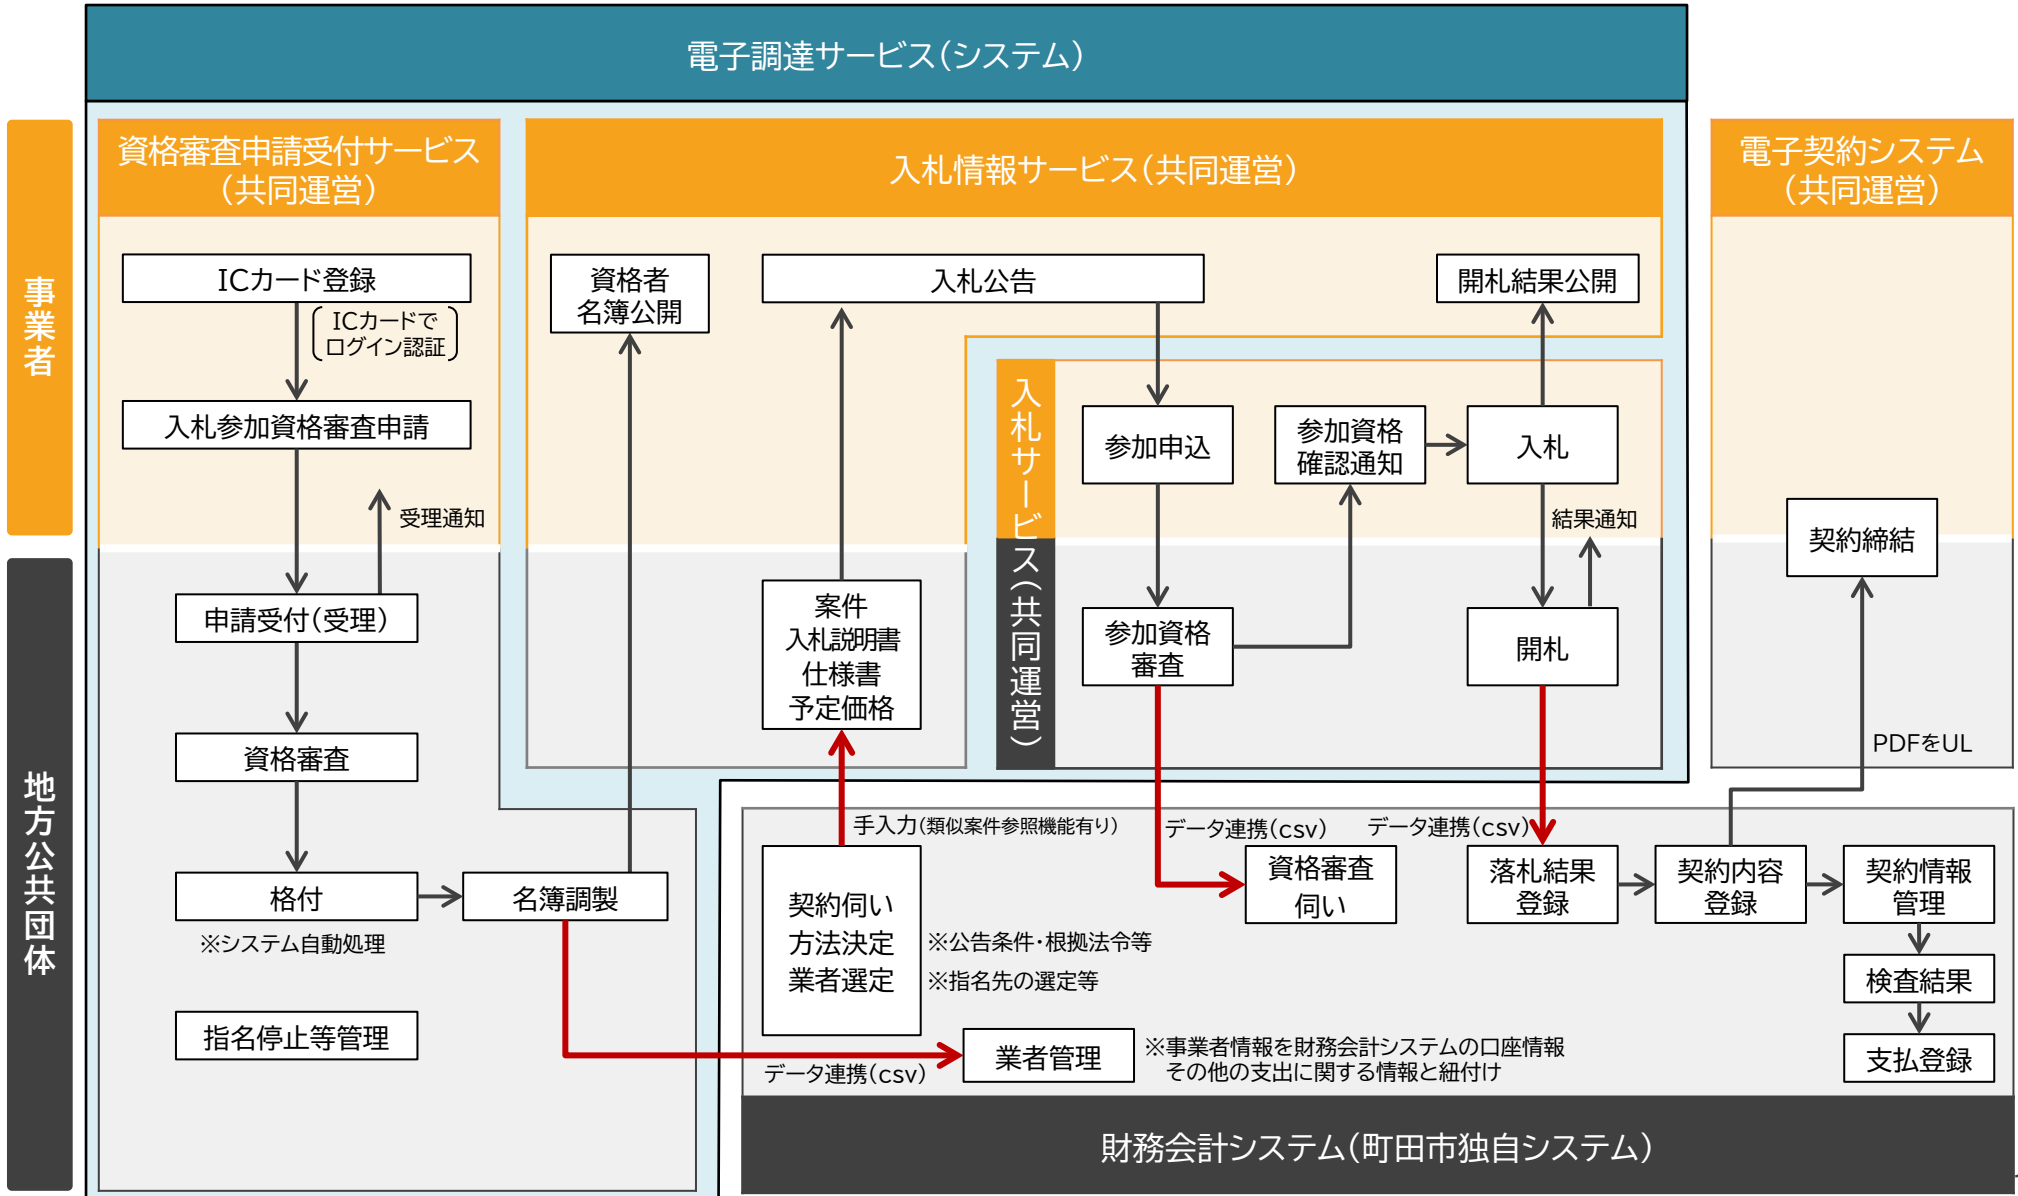 電子調達サービス（システム）
事業者
地方公共団体
資格審査申請受付サービス
（共同運営）
ICカード登録
ICカードで
ログイン認証
入札参加資格審査申請
受理通知
申請受付（受理）
資格審査
格付
※システム自動処理
名簿調製
指名停止等管理
入札情報サービス（共同運営）
資格者
名簿公開
入札公告
開札結果公開
案件
入札説明書
仕様書
予定価格
入札サービス（共同運営）
参加申込
参加資格
確認通知
入札
結果通知
参加資格
審査
開札
電子契約システム
（共同運営）
契約締結
PDFをUL
手入力（類似案件参照機能有り）
データ連携（csv）
データ連携（csv）
契約伺い
方法決定
業者選定
※公告条件・根拠法令等
※指名先の選定等
資格審査
伺い
落札結果
登録
契約内容
登録
契約情報
管理
検査結果
支払登録
データ連携（csv）
業者管理
※事業者情報を財務会計システムの口座情報
その他の支出に関する情報と紐付け
財務会計システム（町田市独自システム）